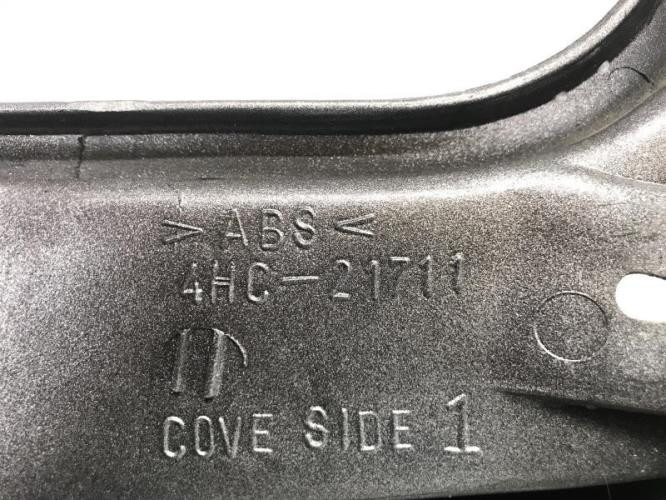 >ABS<
4HC-21711
COVE SIDE 1